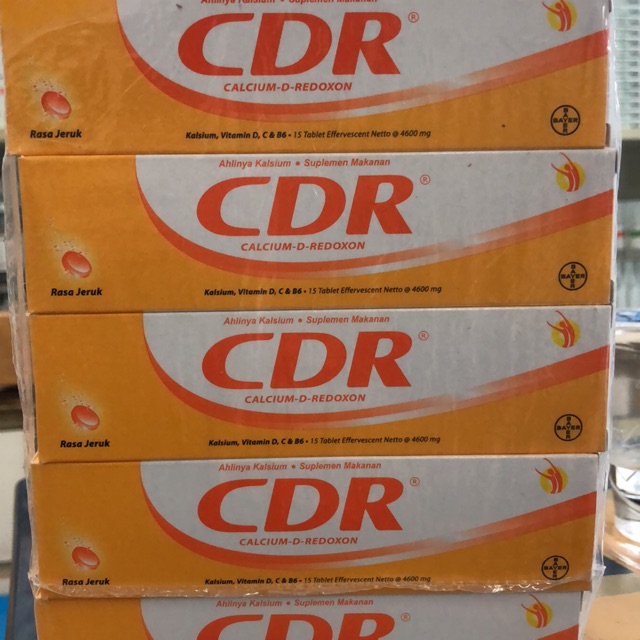 Ahlinya Kalsium • Suplemen Makanan
CDR®
CALCIUM-D-REDOXON
Rasa Jeruk
Kalsium, Vitamin D, C & B6 • 15 Tablet Effervescent Netto @ 4600 mg
BAYER
Ahlinya Kalsium • Suplemen Makanan
CDR®
CALCIUM-D-REDOXON
Rasa Jeruk
Kalsium, Vitamin D, C & B6 • 15 Tablet Effervescent Netto @ 4600 mg
BAYER
Ahlinya Kalsium • Suplemen Makanan
CDR®
CALCIUM-D-REDOXON
Rasa Jeruk
Kalsium, Vitamin D, C & B6 • 15 Tablet Effervescent Netto @ 4600 mg
BAYER
Ahlinya Kalsium • Suplemen Makanan
CDR®
CALCIUM-D-REDOXON
Rasa Jeruk
Kalsium, Vitamin D, C & B6 • 15 Tablet Effervescent Netto @ 4600 mg
BAYER
Ahlinya Kalsium • Suplemen Makanan
CDR®